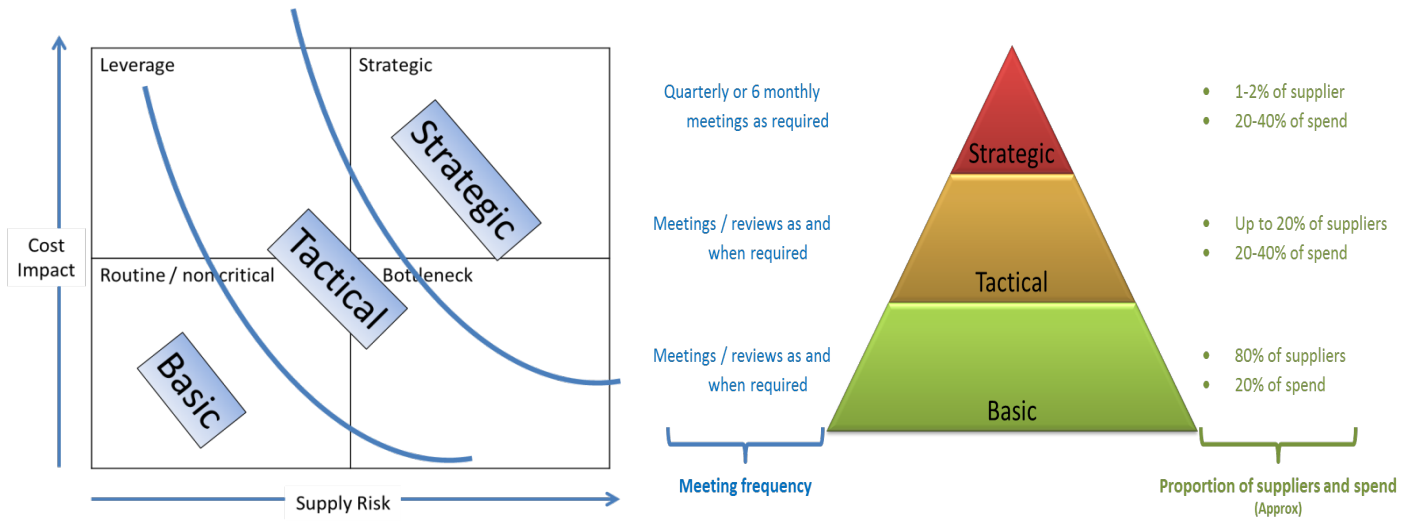 Leverage
Strategic
Strategic
Cost
Impact
Tactical
Routine / non critical
Bottleneck
Basic
Supply Risk
Quarterly or 6 monthly
meetings as required
Strategic
• 1-2% of supplier
• 20-40% of spend
Meetings / reviews as and
when required
Tactical
• Up to 20% of suppliers
• 20-40% of spend
Meetings / reviews as and
when required
Basic
• 80% of suppliers
• 20% of spend
Meeting frequency
Proportion of suppliers and spend
(Approx)